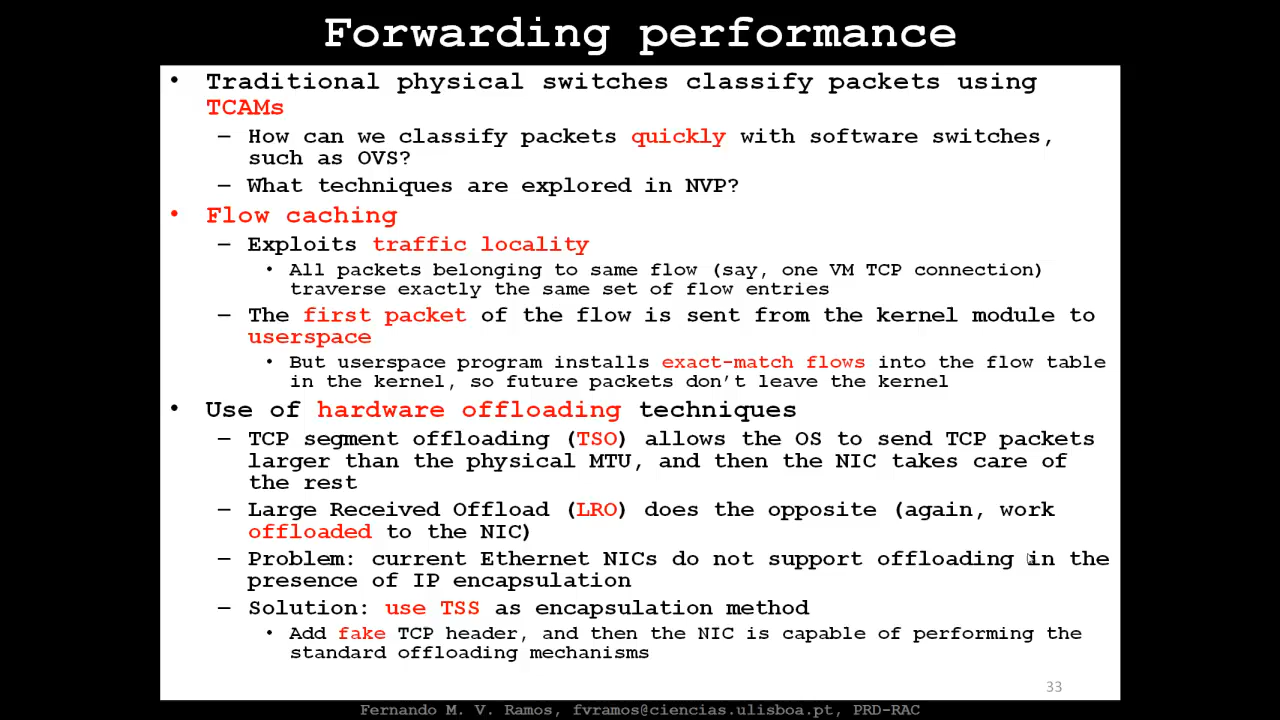 Forwarding performance
• Traditional physical switches classify packets using
TCAMs
– How can we classify packets quickly with software switches,
such as OVS?
– What techniques are explored in NVP?
• Flow caching
– Exploits traffic locality
• All packets belonging to same flow (say, one VM TCP connection)
traverse exactly the same set of flow entries
– The first packet of the flow is sent from the kernel module to
userspace
• But userspace program installs exact-match flows into the flow table
in the kernel, so future packets don't leave the kernel
• Use of hardware offloading techniques
– TCP segment offloading (TSO) allows the OS to send TCP packets
larger than the physical MTU, and then the NIC takes care of
the rest
– Large Received Offload (LRO) does the opposite (again, work
offloaded to the NIC)
– Problem: current Ethernet NICs do not support offloading in the
presence of IP encapsulation
– Solution: use TSS as encapsulation method
• Add fake TCP header, and then the NIC is capable of performing the
standard offloading mechanisms
33
Fernando M. V. Ramos, fvramos@ciencias.ulisboa.pt, PRD-RAC